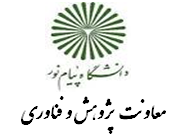 دانشگاه پیام نور
معاونت پژوهش و فناوری